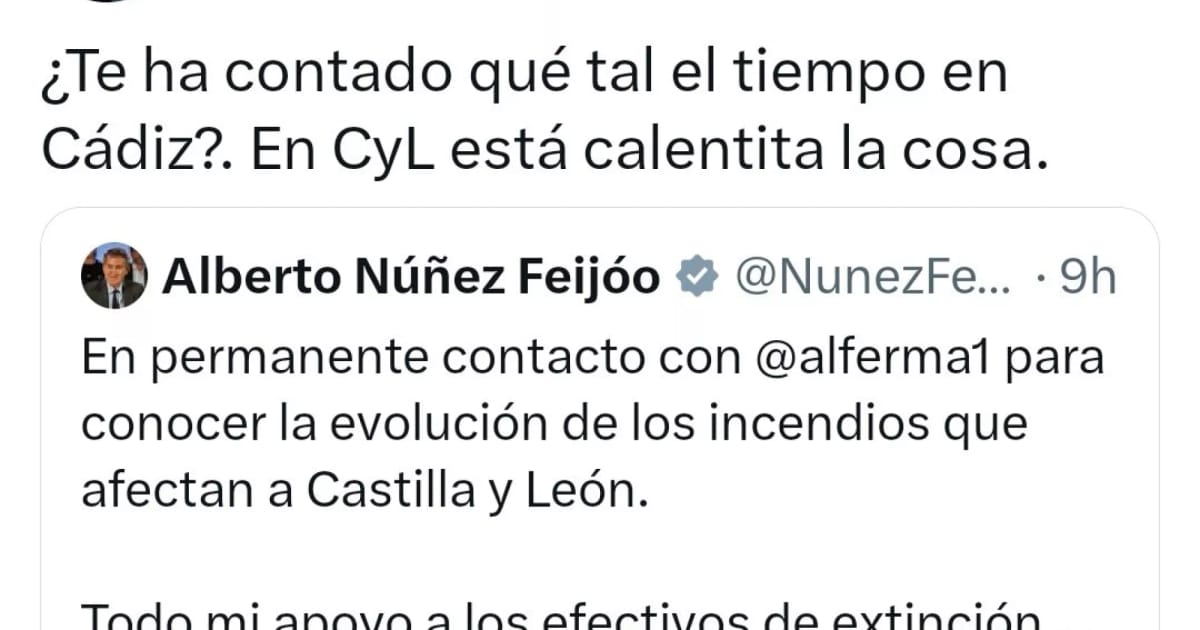 ¿Te ha contado qué tal el tiempo en
Cádiz?. En CyL está calentita la cosa.
Alberto Núñez Feijóo @NunezFe... · 9h
En permanente contacto con @alferma1 para
conocer la evolución de los incendios que
afectan a Castilla y León.
Todo mi apoyo a los efectivos de extinción